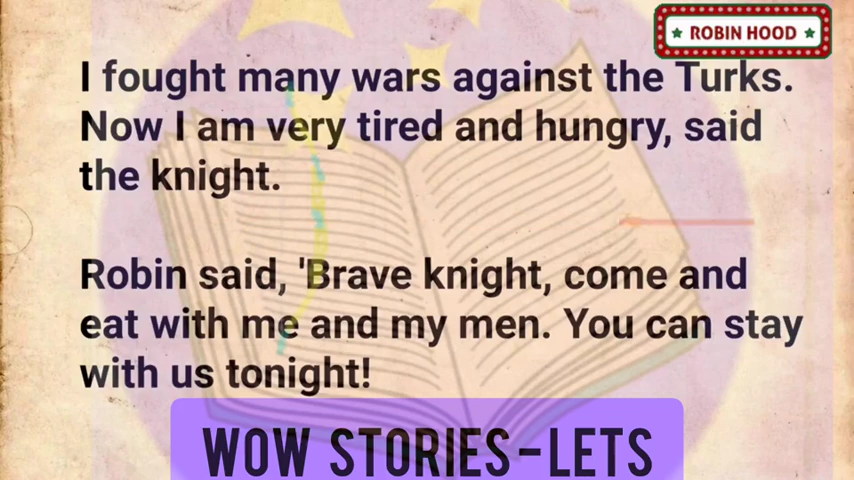 ROBIN HOOD
I fought many wars against the Turks.
Now I am very tired and hungry, said
the knight.
Robin said, 'Brave knight, come and
eat with me and my men. You can stay
with us tonight!
WOW STORIES-LETS